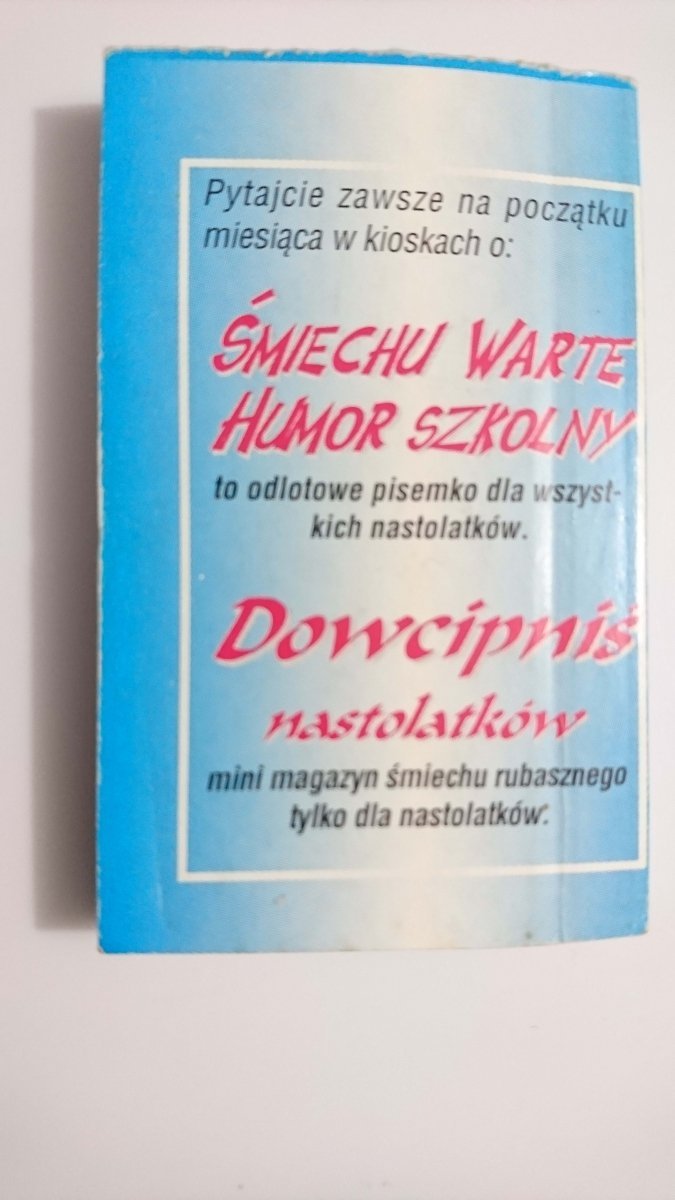 Pytajcie zawsze na początku
miesiąca w kioskach o:
ŚMIECHU WARTE
HUMOR SZKOLNY
to odlotowe pisemko dla wszyst-
kich nastolatków.
Dowcipniś
nastolatków
mini magazyn śmiechu rubasznego
tylko dla nastolatków.